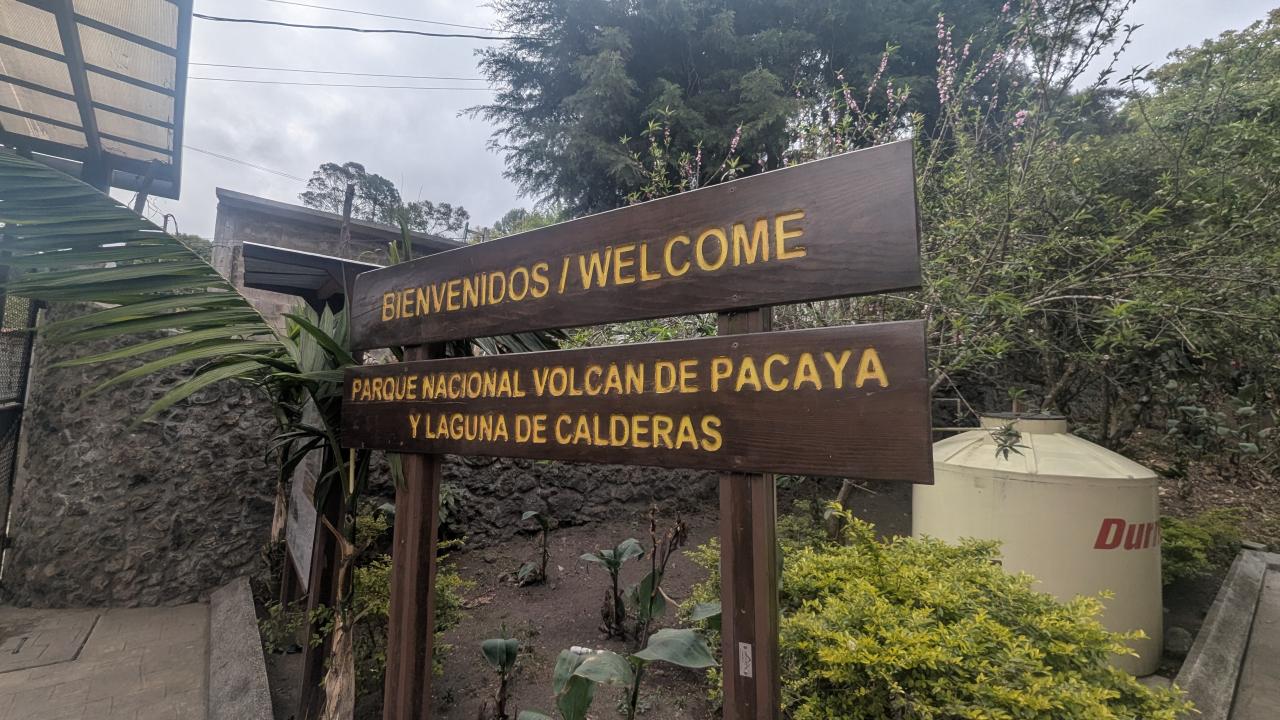 BIENVENIDOS / WELCOME
PARQUE NACIONAL VOLCAN DE PACAYA
Y LAGUNA DE CALDERAS